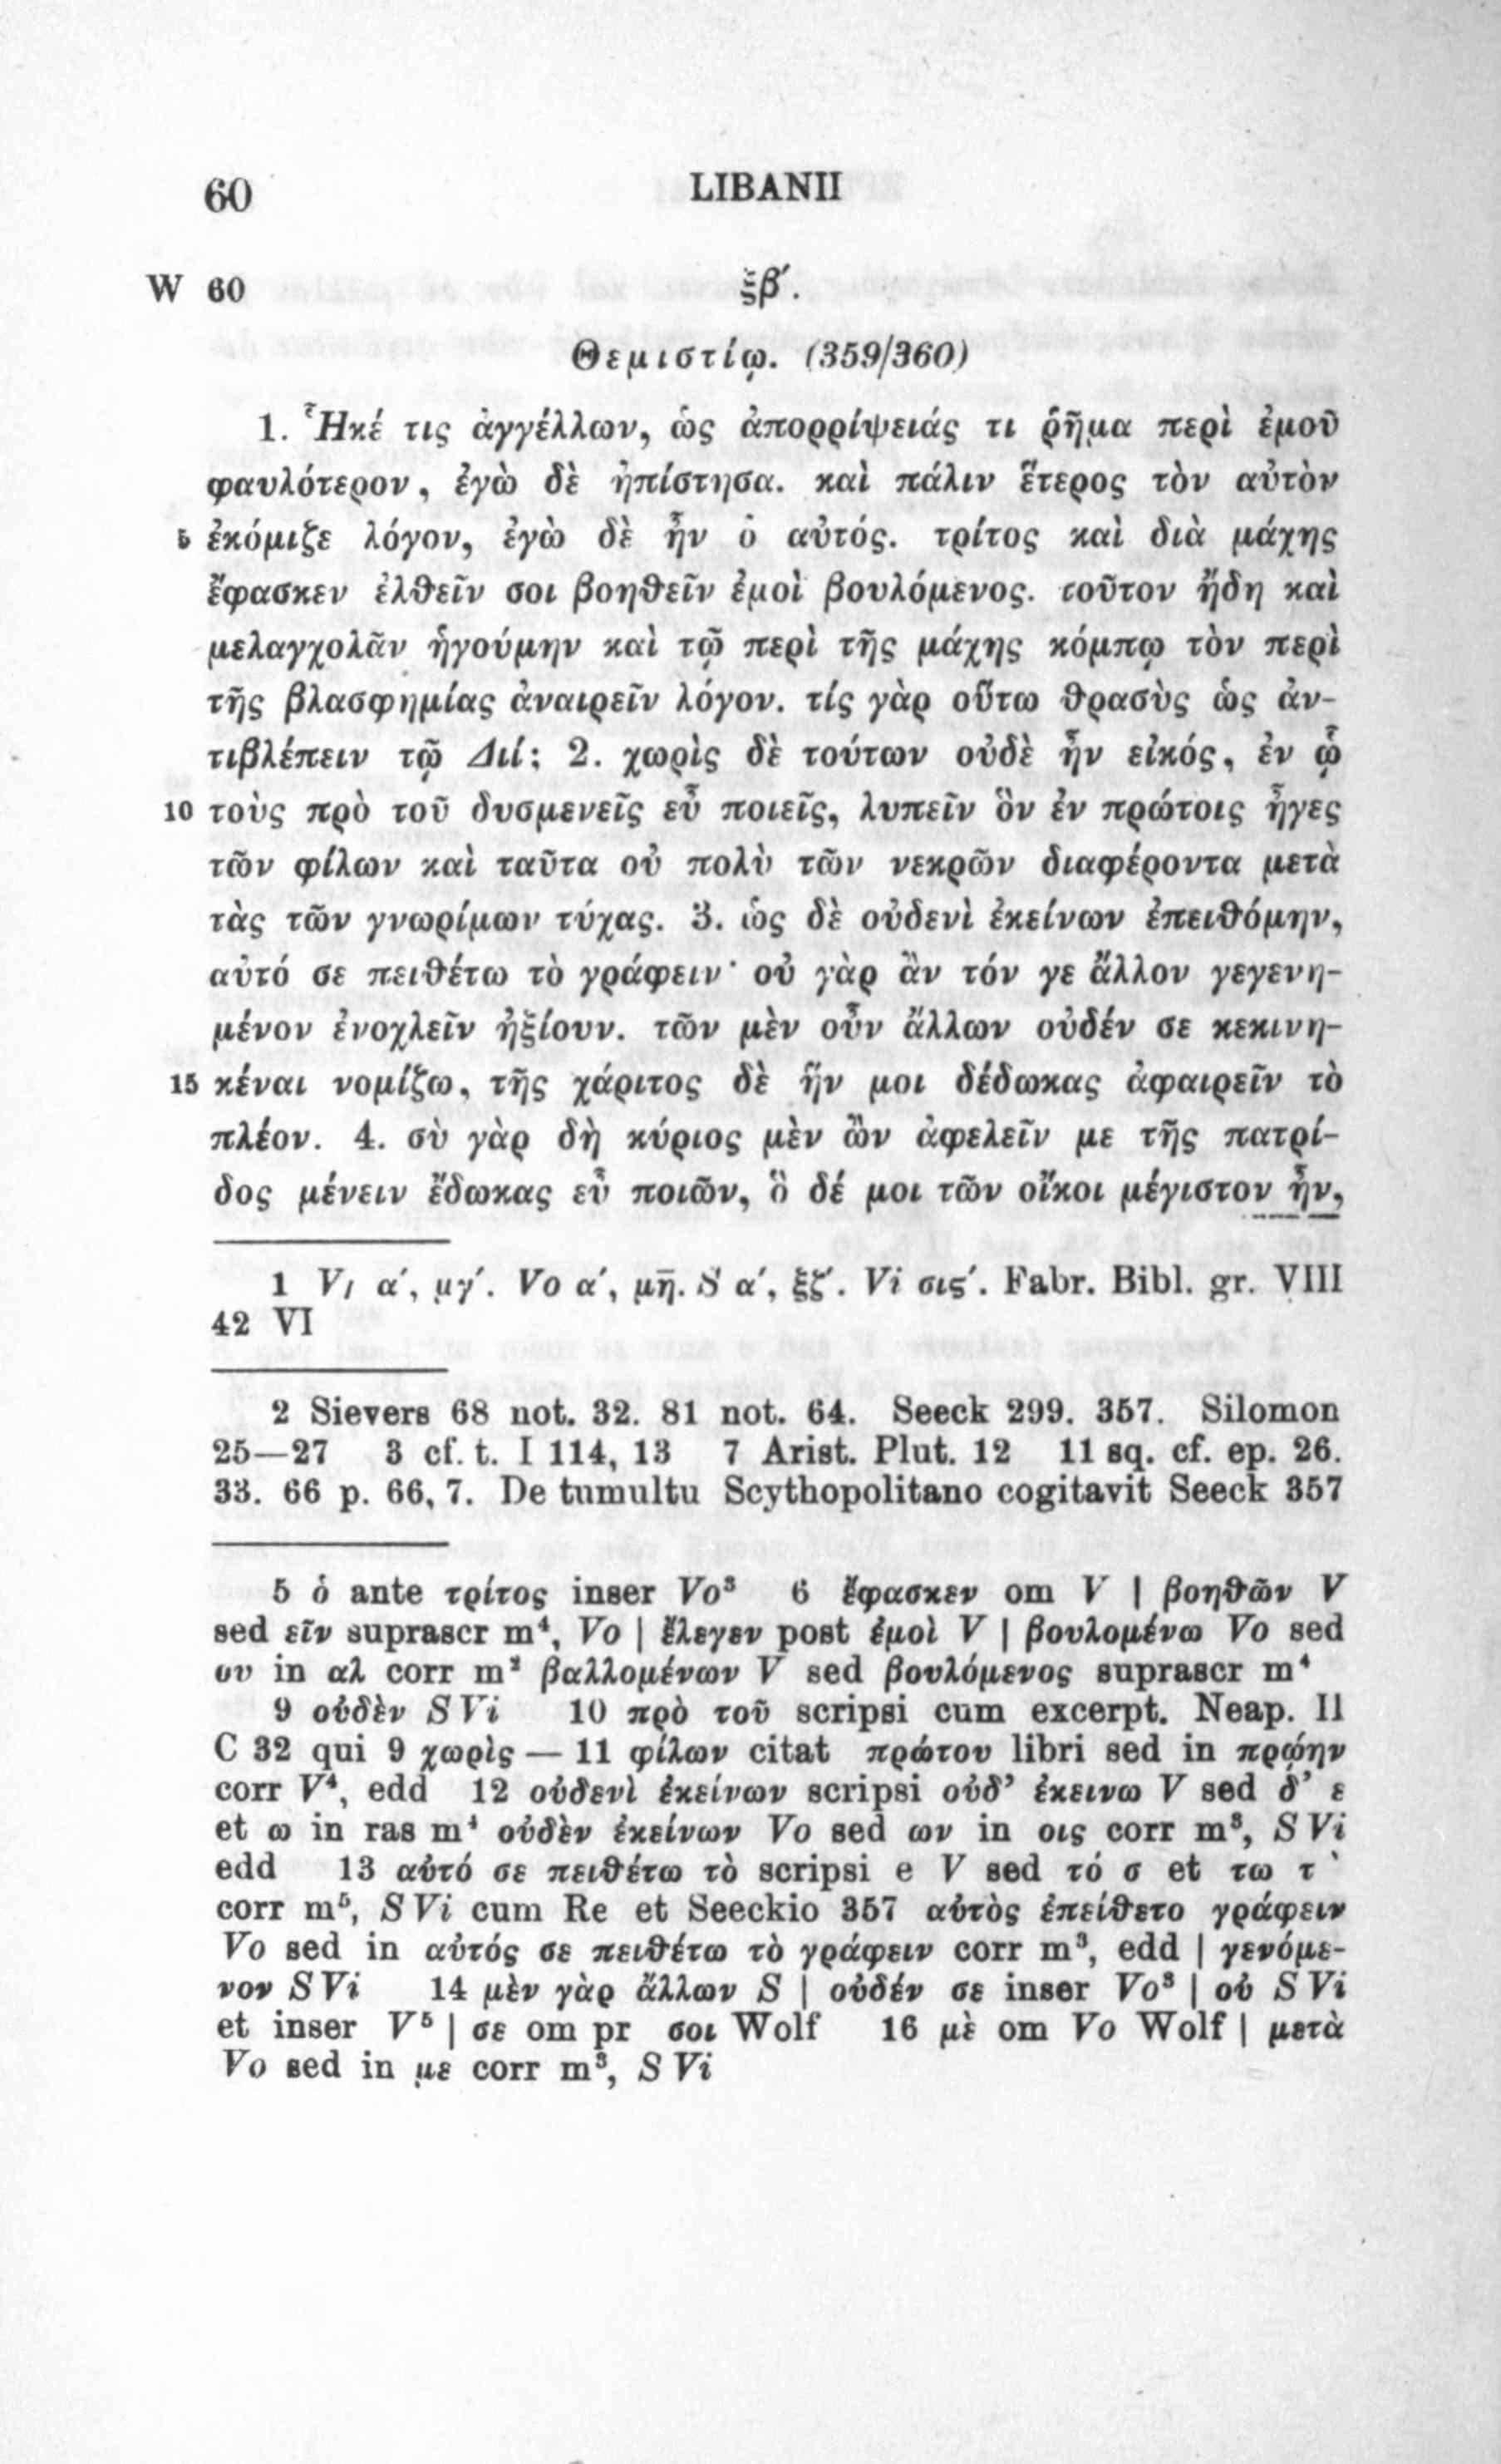 60 LIBANII
W 60 ξβ′.
Θεμιστίῳ. (359/360)
1. Ἧκέ τις ἀγγέλλων, ὡς ἀπορρίψειάς τι ῥῆμα περὶ ἐμοῦ
φαυλότερον, ἐγὼ δὲ ἠπίστησα. καὶ πάλιν ἕτερος τὸν αὐτὸν
5 ἐκόμιζε λόγον, ἐγὼ δὲ ἦν ὁ αὐτός. τρίτος καὶ διὰ μάχης
ἔφασκεν ἐλθεῖν σοι βοηθεῖν ἐμοὶ βουλόμενος. τοῦτον ἤδη καὶ
μελαγχολᾶν ἡγούμην καὶ τῷ περὶ τῆς μάχης κόμπῳ τὸν περὶ
τῆς βλασφημίας ἀναιρεῖν λόγον. τίς γὰρ οὕτω θρασὺς ὡς ἀν-
τιβλέπειν τῷ Διί; 2. χωρὶς δὲ τούτων οὐδὲ ἦν εἰκός, ἐν ᾧ
10 τοὺς πρὸ τοῦ δυσμενεῖς εὖ ποιεῖς, λυπεῖν ὃν ἐν πρώτοις ἦγες
τῶν φίλων καὶ ταῦτα οὐ πολὺ τῶν νεκρῶν διαφέροντα μετὰ
τὰς τῶν γνωρίμων τύχας. 3. ὡς δὲ οὐδενὶ ἐκείνων ἐπειθόμην,
αὐτό σε πειθέτω τὸ γράφειν· οὐ γὰρ ἂν τόν γε ἄλλον γεγενη-
μένον ἐνοχλεῖν ἠξίουν. τῶν μὲν οὖν ἄλλων οὐδέν σε κεκινη-
15 κέναι νομίζω, τῆς χάριτος δὲ ἥν μοι δέδωκας ἀφαιρεῖν τὸ
πλέον. 4. σὺ γὰρ δὴ κύριος μὲν ὢν ἀφελεῖν με τῆς πατρί-
δος μένειν ἔδωκας εὖ ποιῶν, ὃ δέ μοι τῶν οἴκοι μέγιστον ἦν,
1 V, α′, μγ′. Vo α′, μη̄. S α′, ξζ′. Vi σις′. Fabr. Bibl. gr. VIII
42 VI
2 Sievers 68 not. 32. 81 not. 64. Seeck 299. 357. Silomon
25—27 3 cf. t. I 114, 13 7 Arist. Plut. 12 11 sq. cf. ep. 26.
33. 66 p. 66, 7. De tumultu Scythopolitano cogitavit Seeck 357
5 ὁ ante τρίτος inser Vo³ 6 ἔφασκεν om V | βοηθῶν V
sed εῖν suprascr m⁴, Vo | ἔλεγεν post ἐμοὶ V | βουλομένω Vo sed
ου in αλ corr m² βαλλομένων V sed βουλόμενος suprascr m⁴
9 οὐδὲν S Vi 10 πρὸ τοῦ scripsi cum excerpt. Neap. II
C 32 qui 9 χωρὶς — 11 φίλων citat πρώτου libri sed in πρῴην
corr V⁴, edd 12 οὐδενὶ ἐκείνων scripsi οὐδ’ ἐκεινω V sed δ’ ε
et ω in ras m⁴ οὐδὲν ἐκείνων Vo sed ων in οις corr m³, S Vi
edd 13 αὐτό σε πειθέτω τὸ scripsi e V sed τό σ et τω τ ὸ
corr m⁵, S Vi cum Re et Seeckio 357 αὐτὸς ἐπείθετο γράφειν
Vo sed in αὐτός σε πειθέτω τὸ γράφειν corr m³, edd | γενόμε-
νον S Vi 14 μὲν γὰρ ἄλλων S | οὐδέν σε inser Vo³ | οὐ S Vi
et inser V⁵ | σε om pr σοι Wolf 16 μὲ om Vo Wolf | μετὰ
Vo sed in με corr m³, S Vi